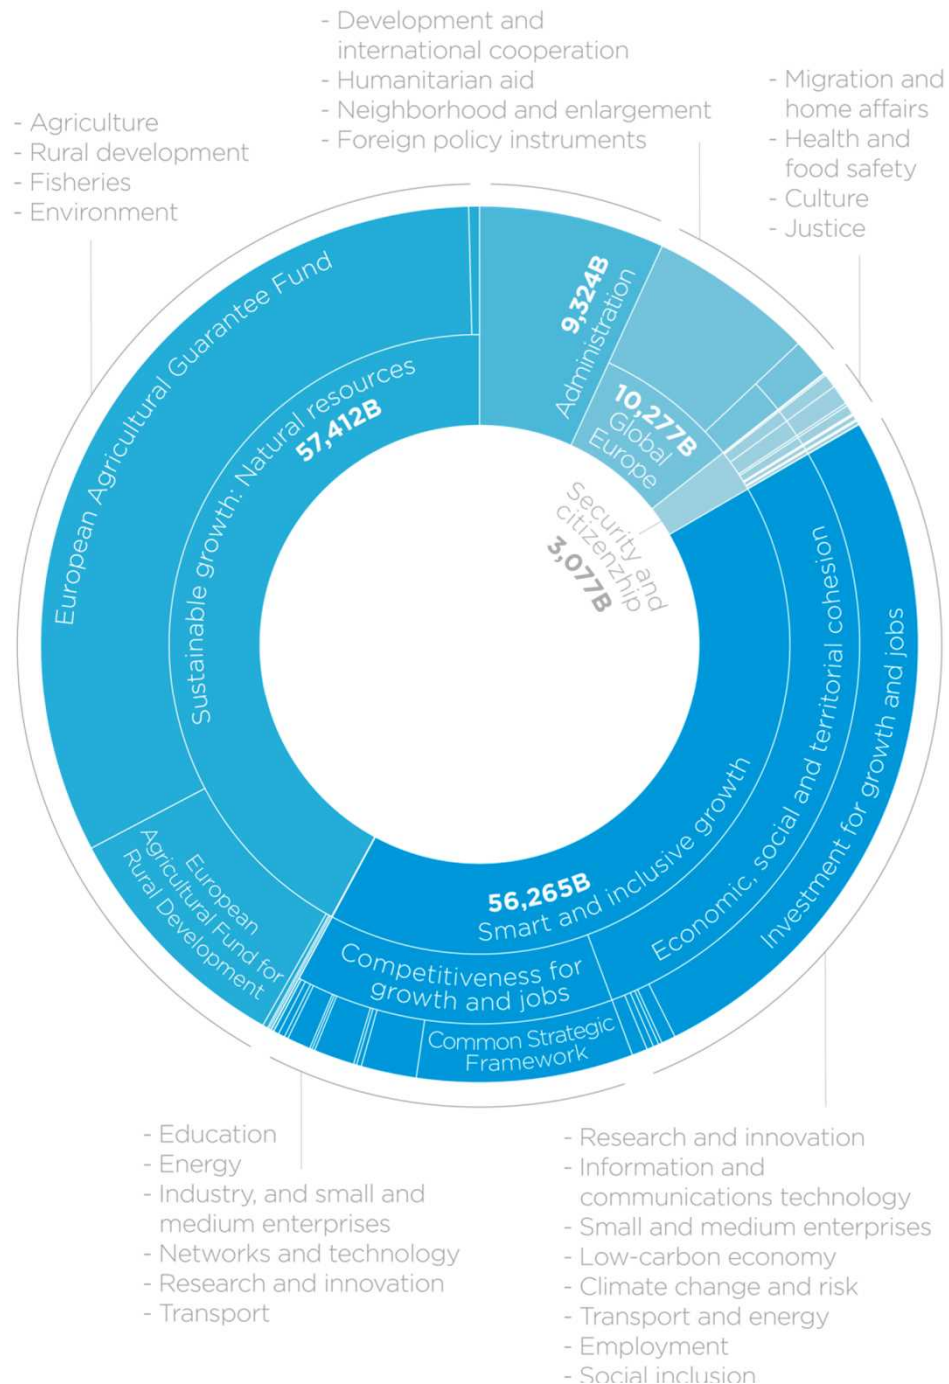 - Development and
international cooperation
- Humanitarian aid
- Neighborhood and enlargement
- Foreign policy instruments
- Migration and
home affairs
- Health and
food safety
- Culture
- Justice
- Agriculture
- Rural development
- Fisheries
- Environment
European Agricultural Guarantee Fund
Sustainable growth: Natural resources
57,412B
9,324B
Administration
10,277B
Global
Europe
Security and
citizenzhip
3,077B
Economic, social and territorial cohesion
Investment for growth and jobs
56,265B
Smart and inclusive growth
European
Agricultural Fund for
Rural Development
Competitiveness for
growth and jobs
Common Strategic
Framework
- Education
- Energy
- Industry, and small and
medium enterprises
- Networks and technology
- Research and innovation
- Transport
- Research and innovation
- Information and
communications technology
- Small and medium enterprises
- Low-carbon economy
- Climate change and risk
- Transport and energy
- Employment
- Social inclusion